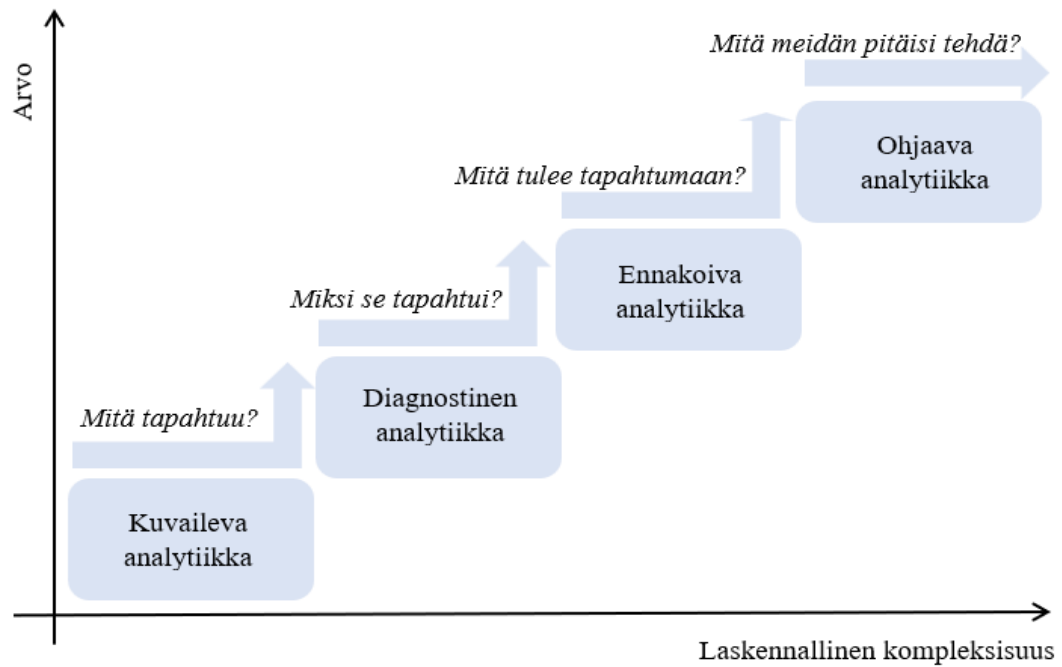 Arvo
Mitä meidän pitäisi tehdä?
Ohjaava
analytiikka
Mitä tulee tapahtumaan?
Ennakoiva
analytiikka
Miksi se tapahtui?
Diagnostinen
analytiikka
Mitä tapahtuu?
Kuvaileva
analytiikka
Laskennallinen kompleksisuus